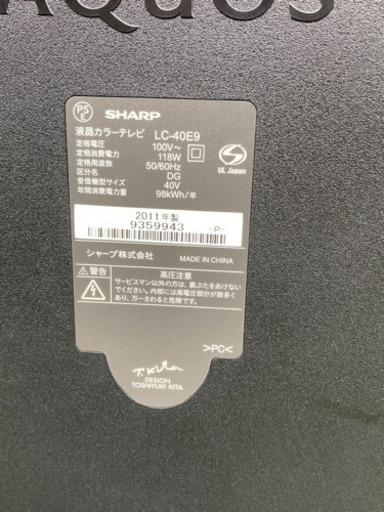 AQUOS
PS E SHARP
液晶カラーテレビ LC-40E9
定格電圧 100V~
定格消費電力 118W
定格周波数 50/60Hz
区分名 DG
受信機型サイズ 40V
年間消費電力量 98kWh/年
UL Japan
2011年製
9359943 -P-
シャープ株式会社 MADE IN CHINA
警告 高圧注意
サービスマン以外の方は、裏ぶたをあけない
でください。内部には高電圧部分が数多く
あり、万一さわると危険です。
>PC<
T. Kita
DESIGN
TOSHIYUKI KITA